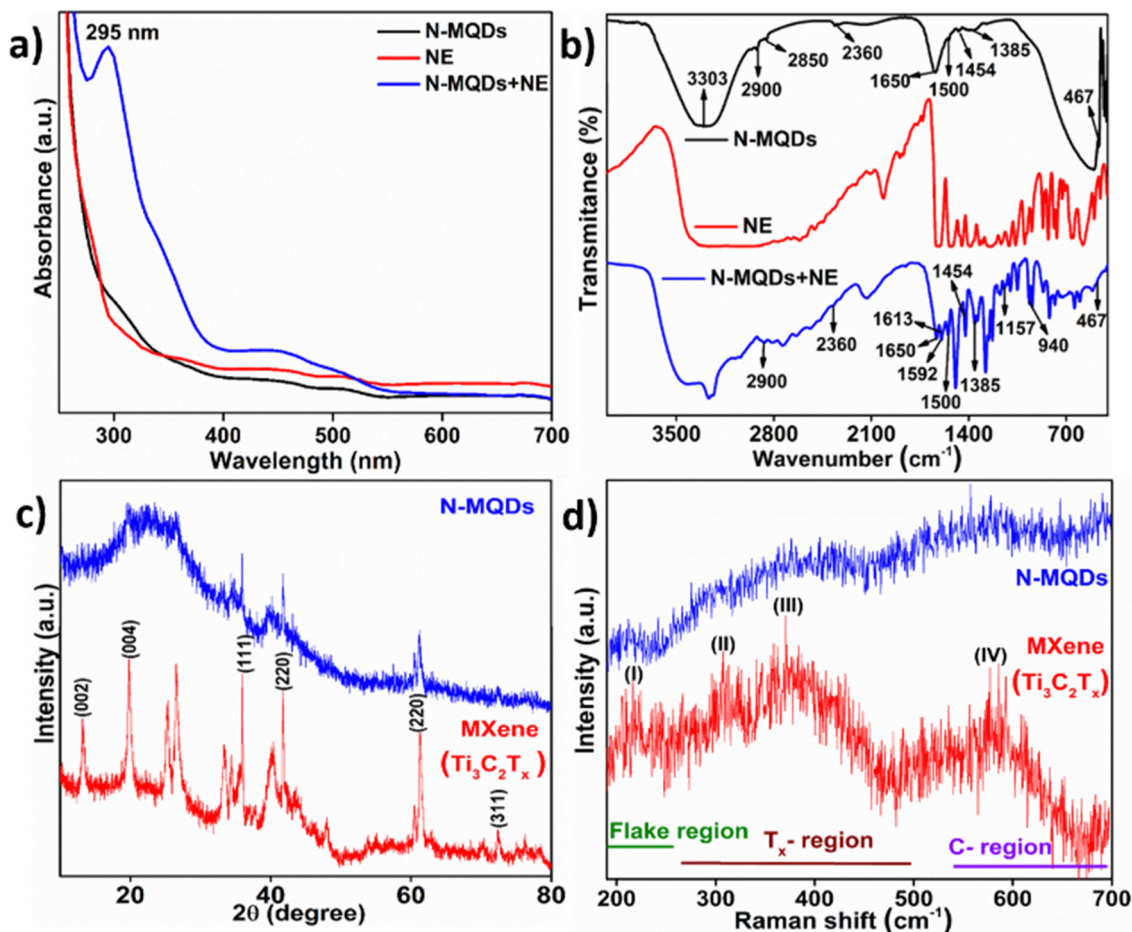 a)
295 nm
N-MQDs
NE
N-MQDs+NE
Absorbance (a.u.)
300
400
500
600
700
Wavelength (nm)
b)
3303
2900
2850
2360
1650
1500
1454
1385
467
N-MQDs
NE
N-MQDs+NE
1454
1613
1650
1592
1500
1385
1157
940
467
2360
2900
Transmitance (%)
3500
2800
2100
1400
700
Wavenumber (cm⁻¹)
c)
N-MQDs
(002)
(004)
(111)
(220)
(220)
(311)
MXene
(Ti₃C₂Tₓ)
Intensity (a.u.)
20
40
60
80
2θ (degree)
d)
N-MQDs
(I)
(II)
(III)
(IV)
MXene
(Ti₃C₂Tₓ)
Flake region
Tₓ- region
C- region
Intensity (a.u.)
200
300
400
500
600
700
Raman shift (cm⁻¹)